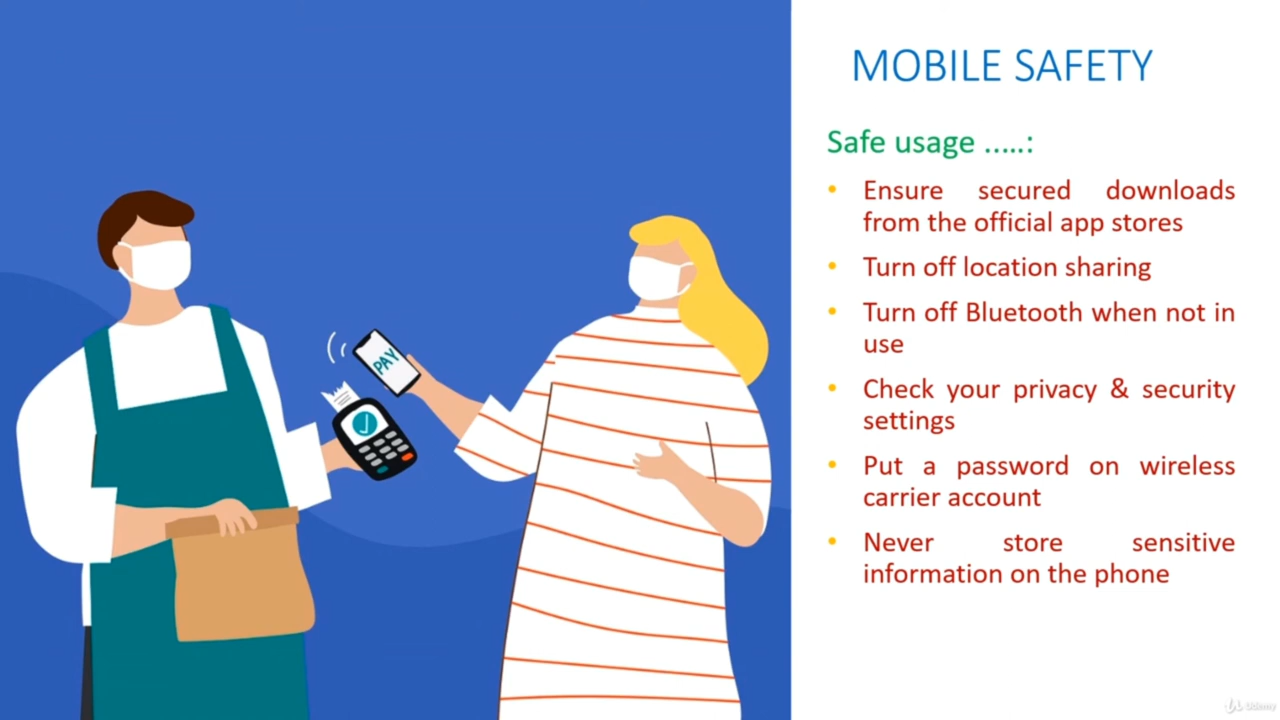 MOBILE SAFETY
Safe usage .....:
• Ensure secured downloads
from the official app stores
• Turn off location sharing
• Turn off Bluetooth when not in
use
• Check your privacy & security
settings
• Put a password on wireless
carrier account
• Never store sensitive
information on the phone
PAY
Udemy